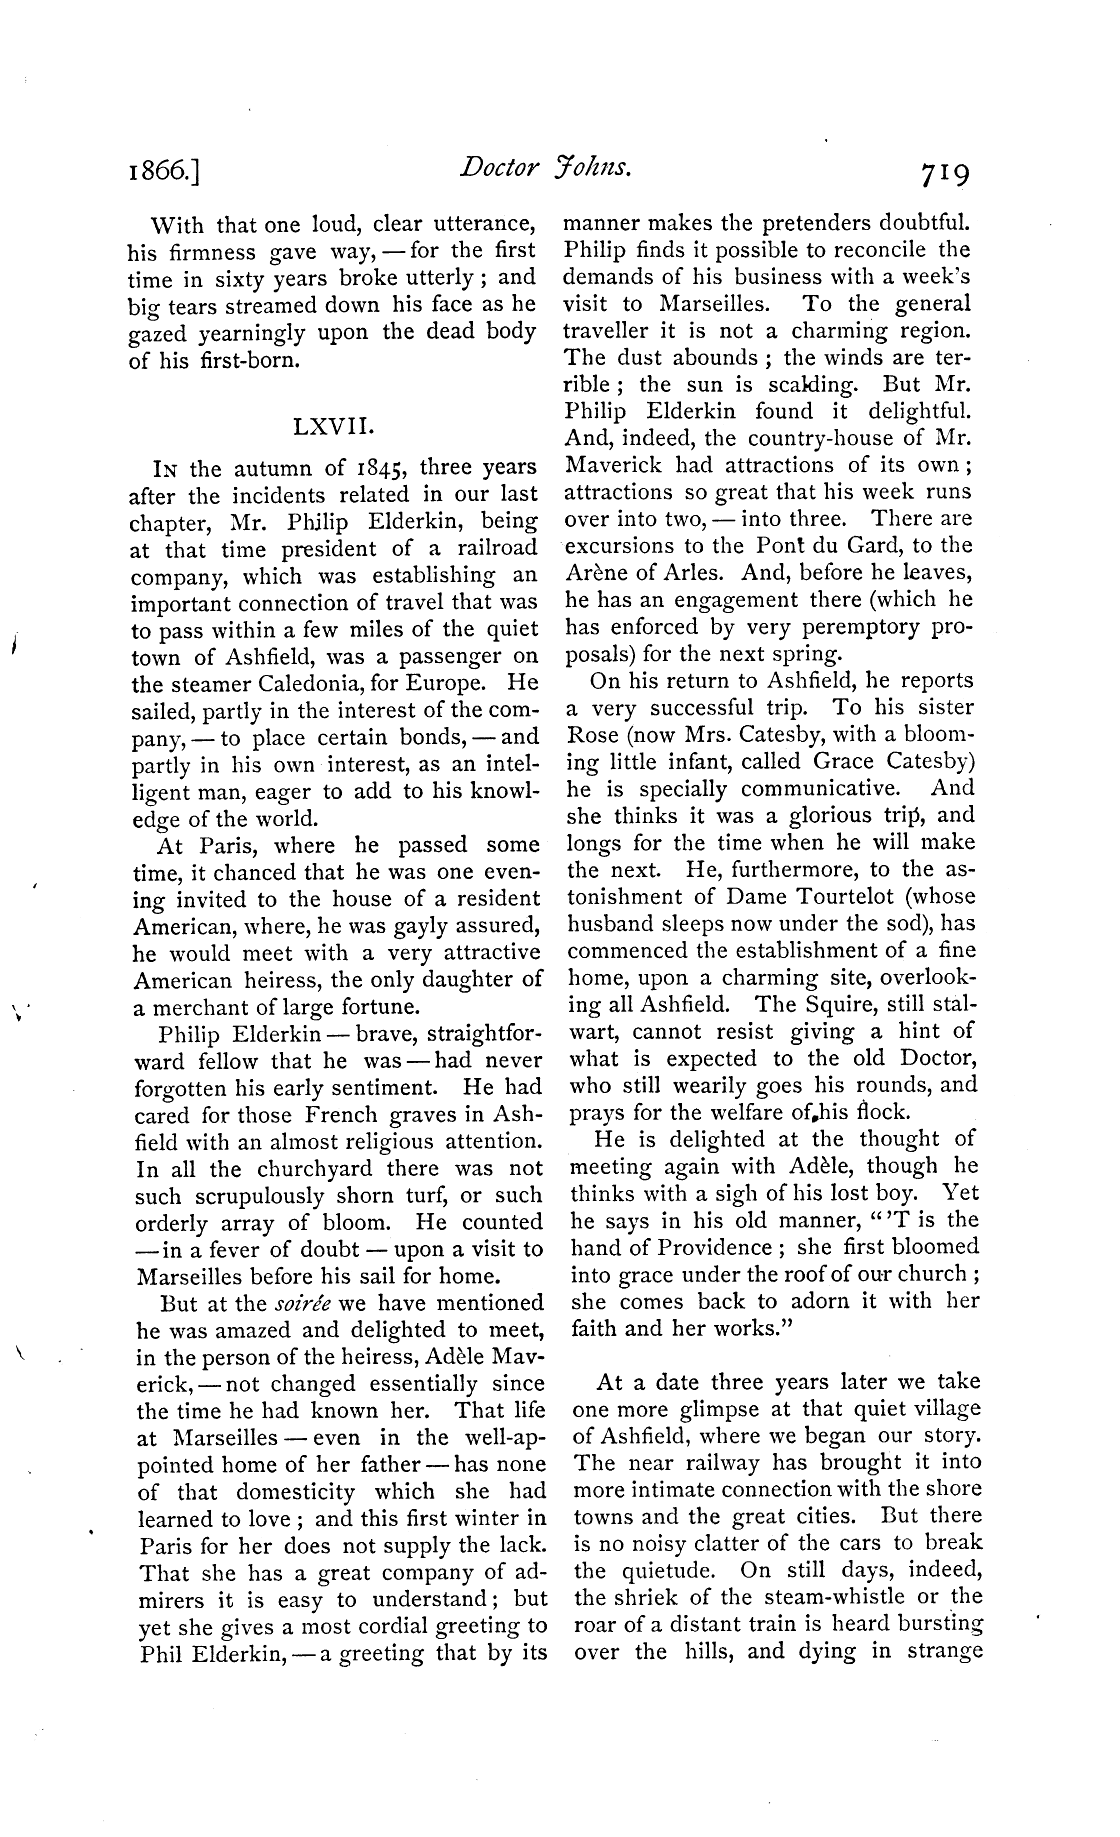 1866.] Doctor Johns. 719
With that one loud, clear utterance,
his firmness gave way, — for the first
time in sixty years broke utterly ; and
big tears streamed down his face as he
gazed yearningly upon the dead body
of his first-born.
LXVII.
IN the autumn of 1845, three years
after the incidents related in our last
chapter, Mr. Philip Elderkin, being
at that time president of a railroad
company, which was establishing an
important connection of travel that was
to pass within a few miles of the quiet
town of Ashfield, was a passenger on
the steamer Caledonia, for Europe. He
sailed, partly in the interest of the com-
pany, — to place certain bonds, — and
partly in his own interest, as an intel-
ligent man, eager to add to his knowl-
edge of the world.
At Paris, where he passed some
time, it chanced that he was one even-
ing invited to the house of a resident
American, where, he was gayly assured,
he would meet with a very attractive
American heiress, the only daughter of
a merchant of large fortune.
Philip Elderkin — brave, straightfor-
ward fellow that he was — had never
forgotten his early sentiment. He had
cared for those French graves in Ash-
field with an almost religious attention.
In all the churchyard there was not
such scrupulously shorn turf, or such
orderly array of bloom. He counted
— in a fever of doubt — upon a visit to
Marseilles before his sail for home.
But at the soirée we have mentioned
he was amazed and delighted to meet,
in the person of the heiress, Adèle Mav-
erick, — not changed essentially since
the time he had known her. That life
at Marseilles — even in the well-ap-
pointed home of her father — has none
of that domesticity which she had
learned to love ; and this first winter in
Paris for her does not supply the lack.
That she has a great company of ad-
mirers it is easy to understand ; but
yet she gives a most cordial greeting to
Phil Elderkin, — a greeting that by its
manner makes the pretenders doubtful.
Philip finds it possible to reconcile the
demands of his business with a week's
visit to Marseilles. To the general
traveller it is not a charming region.
The dust abounds ; the winds are ter-
rible ; the sun is scalding. But Mr.
Philip Elderkin found it delightful.
And, indeed, the country-house of Mr.
Maverick had attractions of its own ;
attractions so great that his week runs
over into two, — into three. There are
excursions to the Pont du Gard, to the
Arène of Arles. And, before he leaves,
he has an engagement there (which he
has enforced by very peremptory pro-
posals) for the next spring.
On his return to Ashfield, he reports
a very successful trip. To his sister
Rose (now Mrs. Catesby, with a bloom-
ing little infant, called Grace Catesby)
he is specially communicative. And
she thinks it was a glorious trip, and
longs for the time when he will make
the next. He, furthermore, to the as-
tonishment of Dame Tourtelot (whose
husband sleeps now under the sod), has
commenced the establishment of a fine
home, upon a charming site, overlook-
ing all Ashfield. The Squire, still stal-
wart, cannot resist giving a hint of
what is expected to the old Doctor,
who still wearily goes his rounds, and
prays for the welfare of his flock.
He is delighted at the thought of
meeting again with Adèle, though he
thinks with a sigh of his lost boy. Yet
he says in his old manner, “ 'T is the
hand of Providence ; she first bloomed
into grace under the roof of our church ;
she comes back to adorn it with her
faith and her works.”
At a date three years later we take
one more glimpse at that quiet village
of Ashfield, where we began our story.
The near railway has brought it into
more intimate connection with the shore
towns and the great cities. But there
is no noisy clatter of the cars to break
the quietude. On still days, indeed,
the shriek of the steam-whistle or the
roar of a distant train is heard bursting
over the hills, and dying in strange